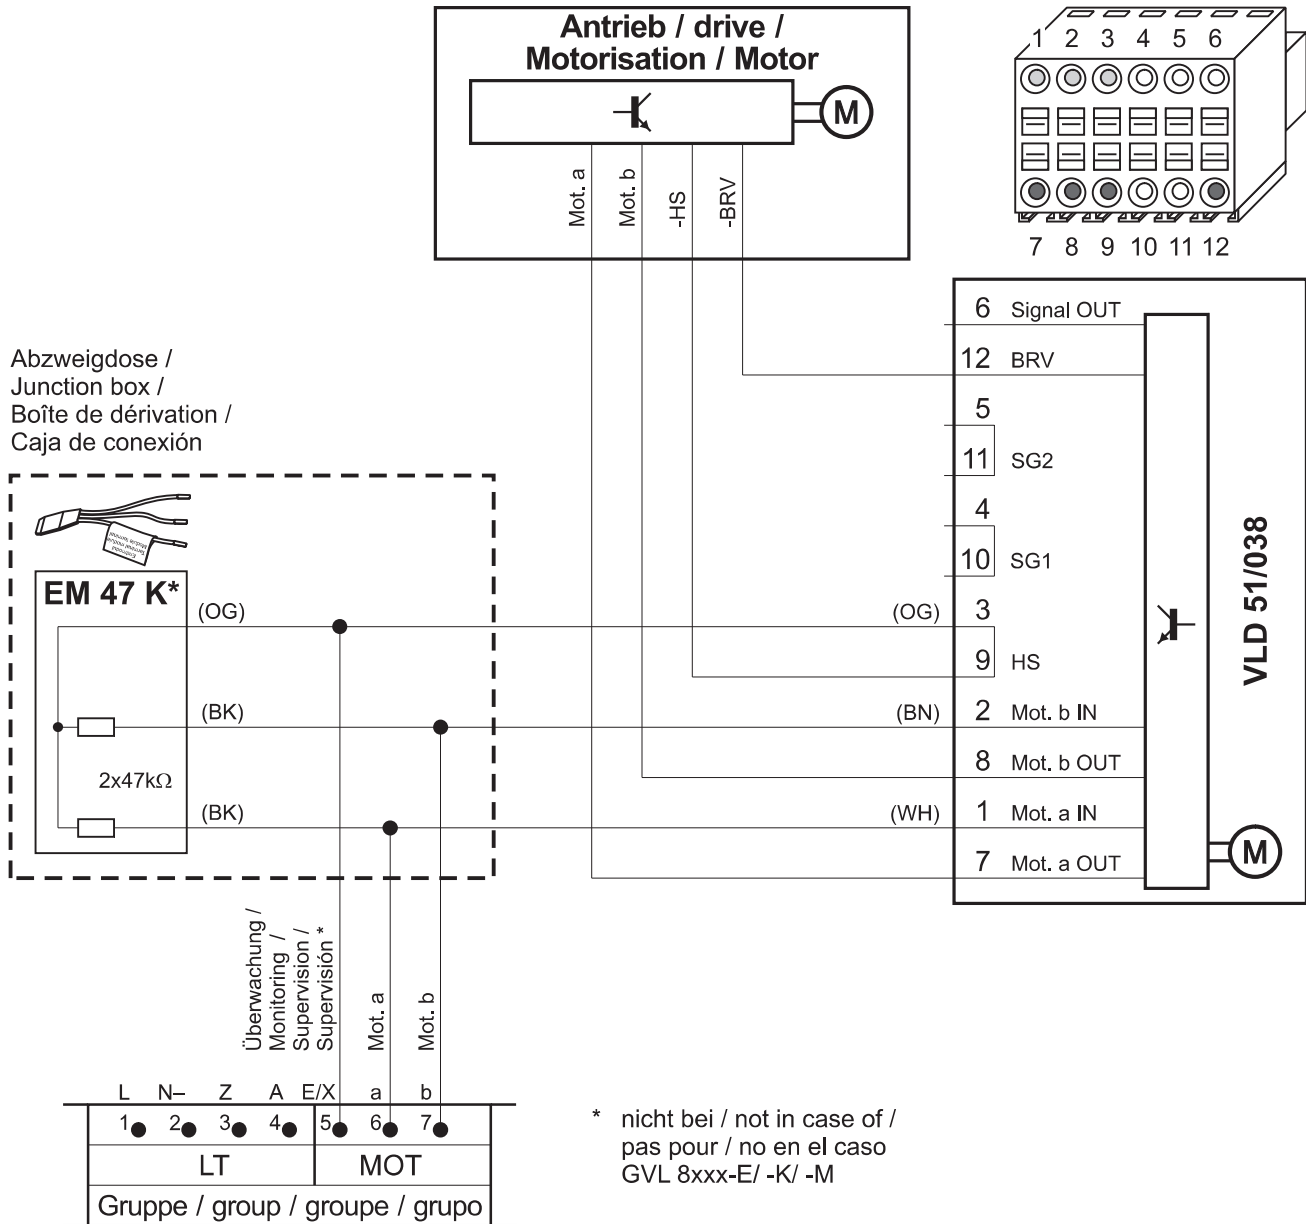 Antrieb / drive /
Motorisation / Motor
M
Mot. a
Mot. b
-HS
-BRV
1 2 3 4 5 6
7 8 9 10 11 12
6 Signal OUT
12 BRV
5
11 SG2
4
10 SG1
(OG) 3
9 HS
(BN) 2 Mot. b IN
8 Mot. b OUT
(WH) 1 Mot. a IN
7 Mot. a OUT
VLD 51/038
M
Abzweigdose /
Junction box /
Boîte de dérivation /
Caja de conexión
Endmodul
Terminal module
Module terminal
EM 47 K*
(OG)
(BK)
2x47kΩ
(BK)
Überwachung /
Monitoring /
Supervision /
Supervisión *
Mot. a
Mot. b
L N– Z A E/X a b
1 2 3 4 5 6 7
LT MOT
Gruppe / group / groupe / grupo
* nicht bei / not in case of /
pas pour / no en el caso
GVL 8xxx-E/ -K/ -M